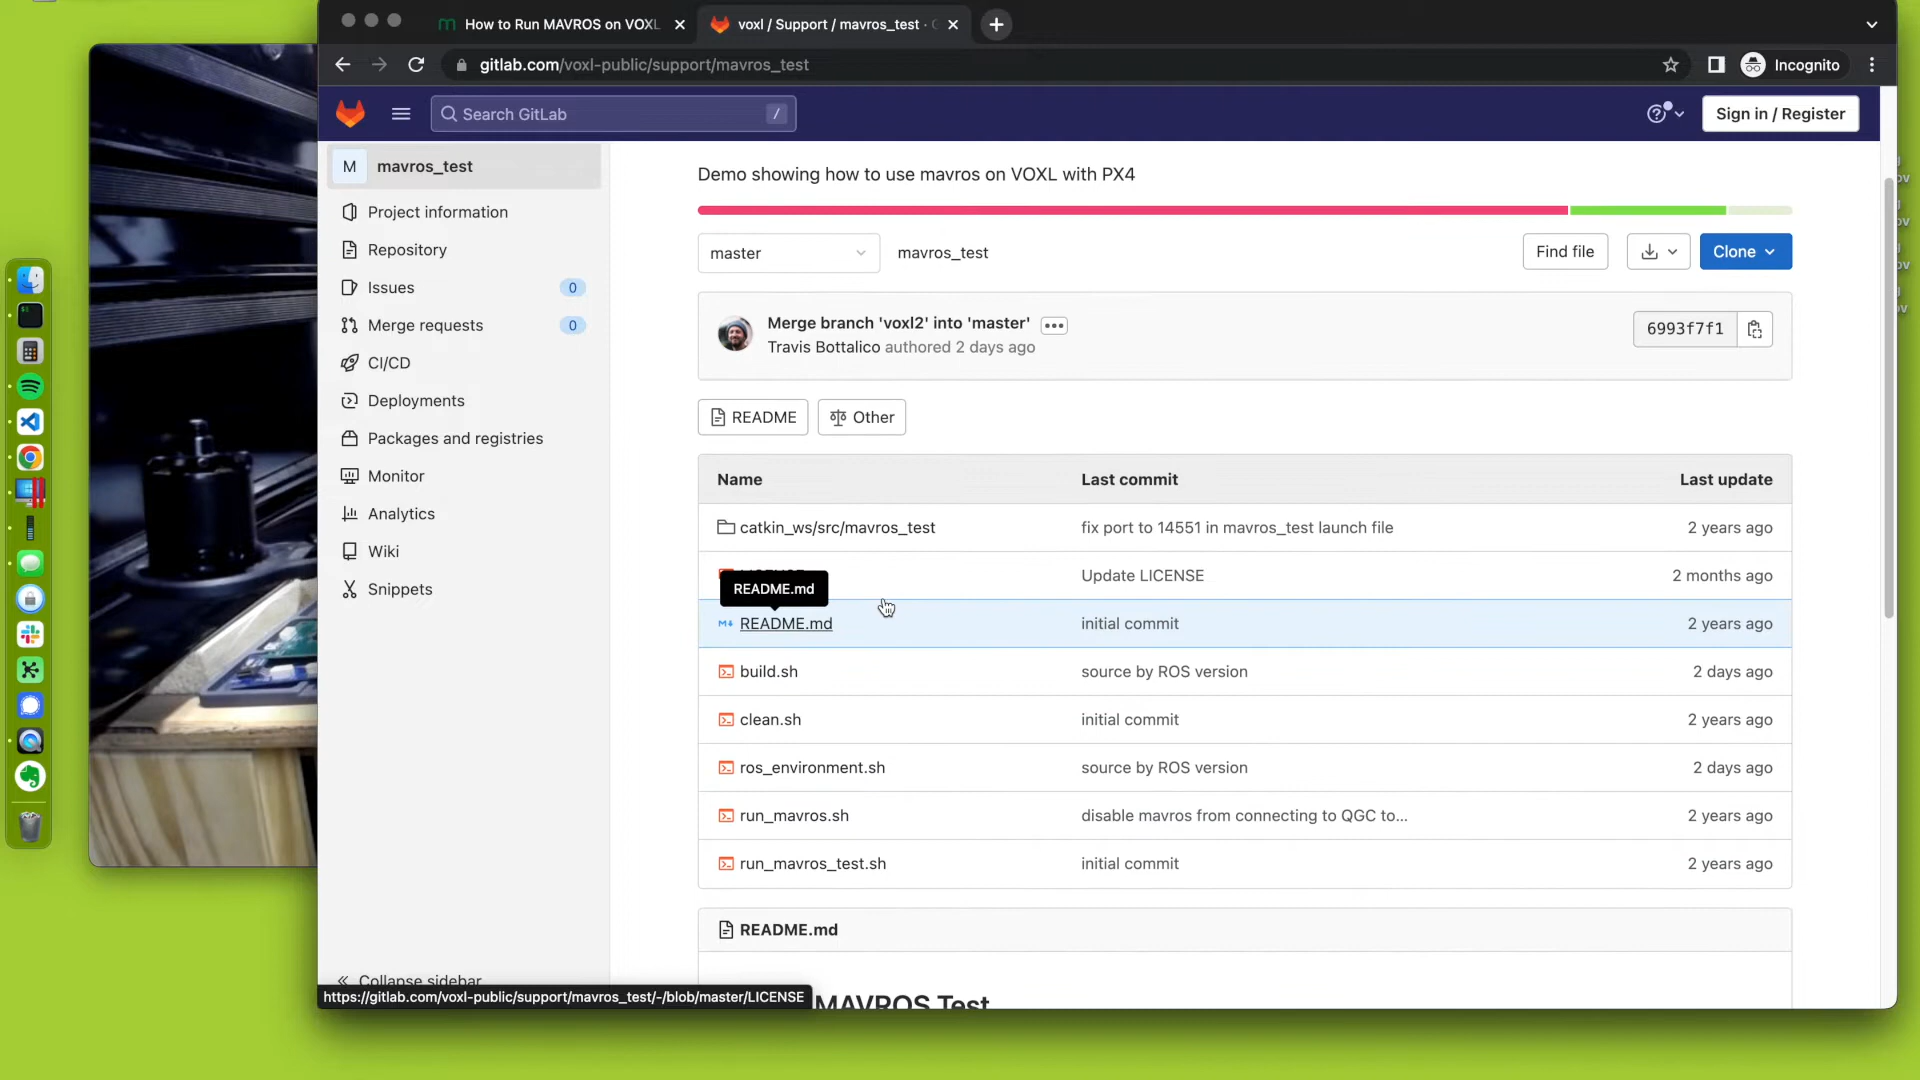 How to Run MAVROS on VOXL
voxl / Support / mavros_test ·
gitlab.com/voxl-public/support/mavros_test
Incognito
Search GitLab
/
Sign in / Register
M mavros_test
Project information
Repository
Issues 0
Merge requests 0
CI/CD
Deployments
Packages and registries
Monitor
Analytics
Wiki
Snippets
Collapse sidebar
Demo showing how to use mavros on VOXL with PX4
master
mavros_test
Find file
Clone
Merge branch 'voxl2' into 'master'
Travis Bottalico authored 2 days ago
6993f7f1
README
Other
Name Last commit Last update
catkin_ws/src/mavros_test fix port to 14551 in mavros_test launch file 2 years ago
Update LICENSE 2 months ago
README.md
README.md initial commit 2 years ago
build.sh source by ROS version 2 days ago
clean.sh initial commit 2 years ago
ros_environment.sh source by ROS version 2 days ago
run_mavros.sh disable mavros from connecting to QGC to... 2 years ago
run_mavros_test.sh initial commit 2 years ago
README.md
MAVROS Test
https://gitlab.com/voxl-public/support/mavros_test/-/blob/master/LICENSE